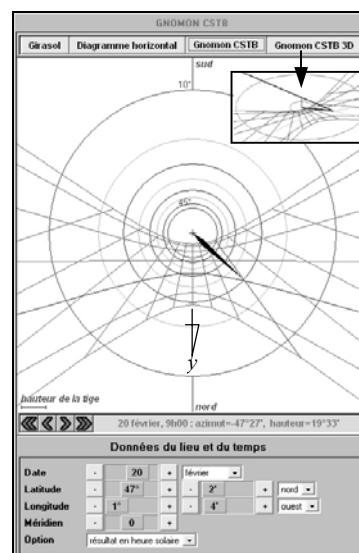 GNOMON CSTB
Girasol Diagramme horizontal Gnomon CSTB Gnomon CSTB 3D
sud
10°
45°
y
hauteur de la tige
nord
20 février, 9h00 : azimut=-47°27', hauteur=19°33'
Données du lieu et du temps
Date - 20 + février
Latitude - 47° + - 2' + nord
Longitude - 1° + - 4' + ouest
Méridien - 0 +
Option résultat en heure solaire